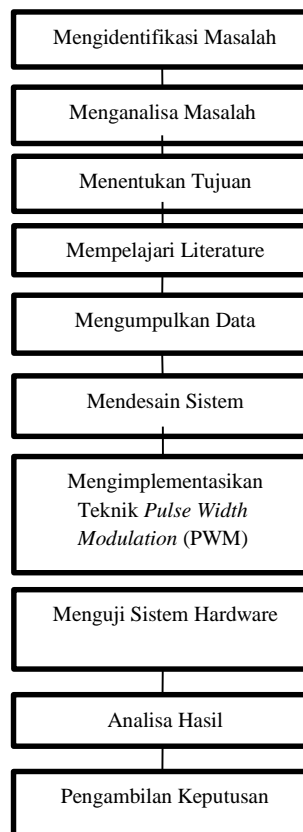 Mengidentifikasi Masalah
Menganalisa Masalah
Menentukan Tujuan
Mempelajari Literature
Mengumpulkan Data
Mendesain Sistem
Mengimplementasikan
Teknik Pulse Width
Modulation (PWM)
Menguji Sistem Hardware
Analisa Hasil
Pengambilan Keputusan